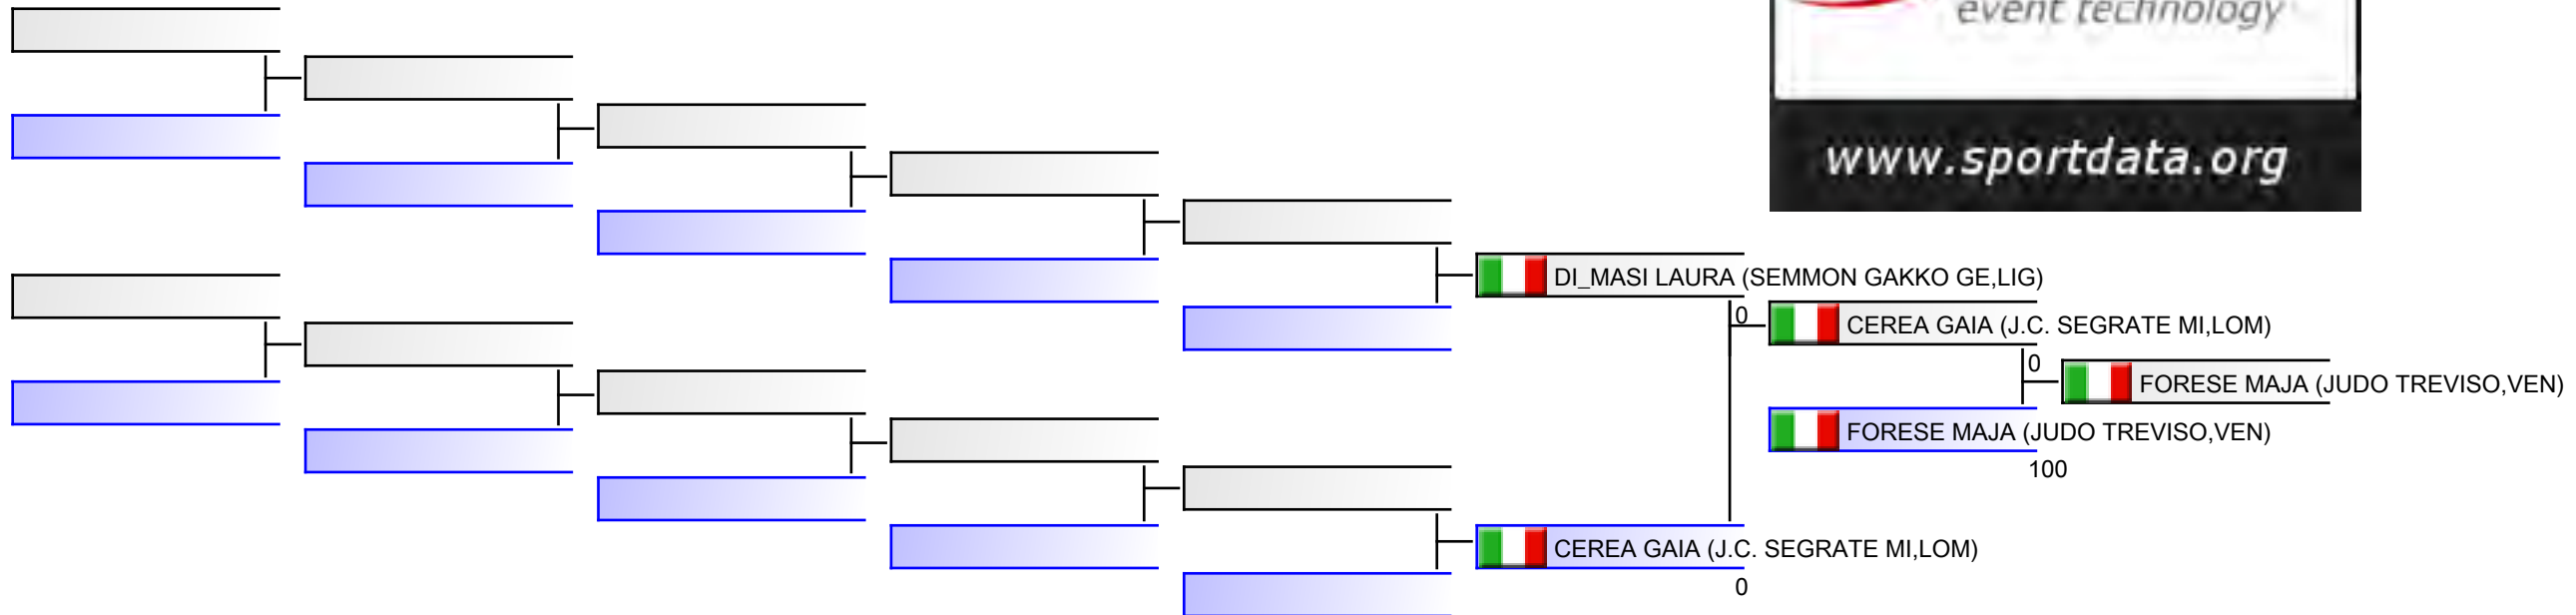 event technology
www.sportdata.org
DI_MASI LAURA (SEMMON GAKKO GE,LIG)
0
CEREA GAIA (J.C. SEGRATE MI,LOM)
0
FORESE MAJA (JUDO TREVISO,VEN)
FORESE MAJA (JUDO TREVISO,VEN)
100
CEREA GAIA (J.C. SEGRATE MI,LOM)
0